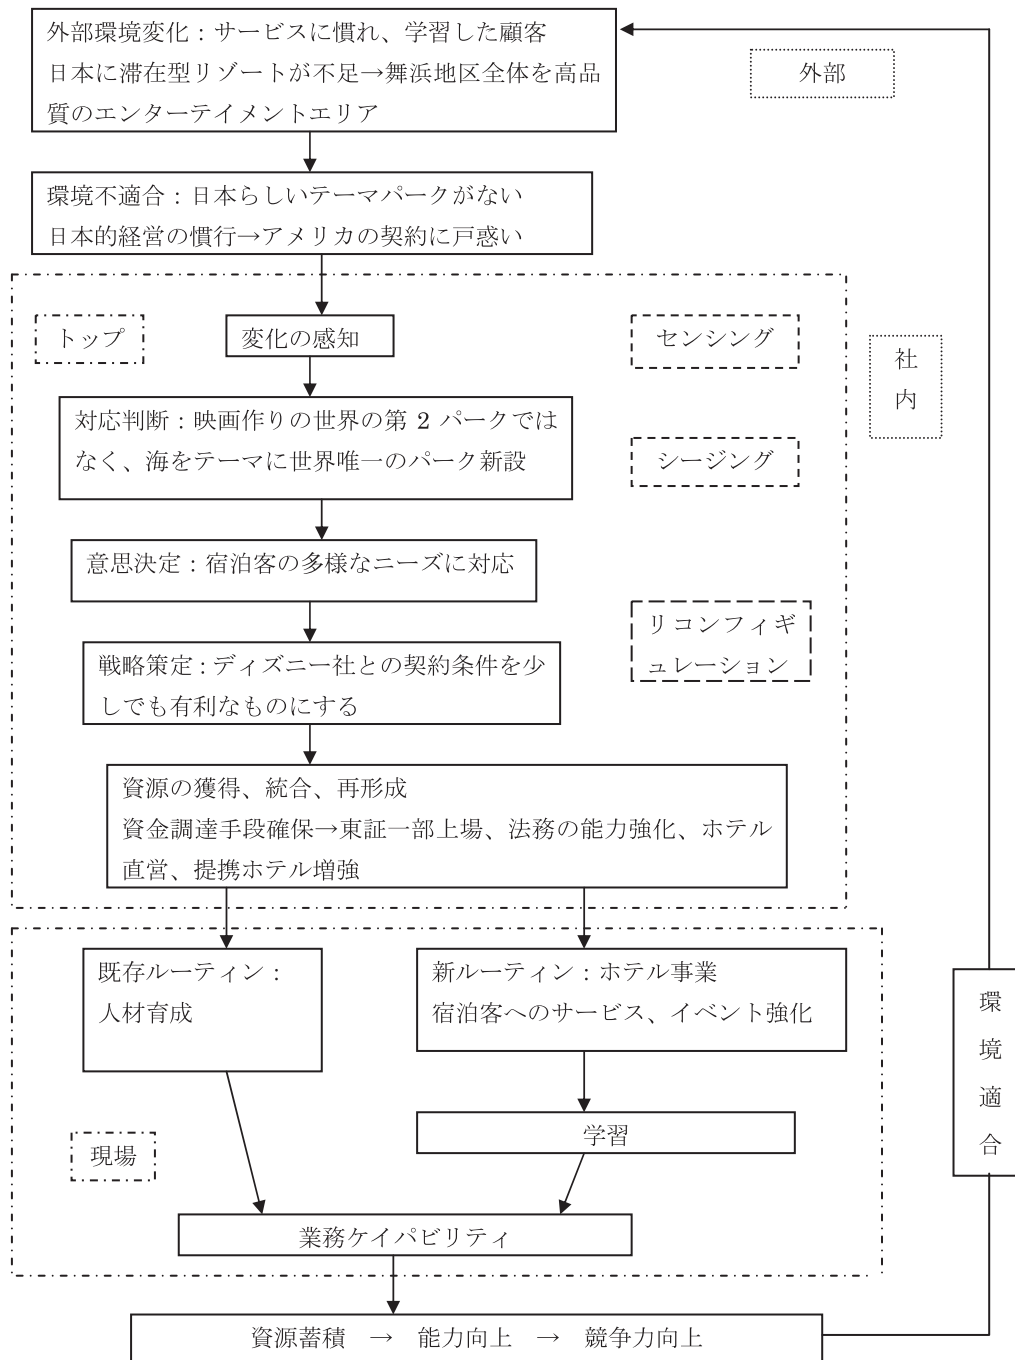 外部環境変化：サービスに慣れ、学習した顧客
日本に滞在型リゾートが不足→舞浜地区全体を高品
質のエンターテイメントエリア
外部
環境不適合：日本らしいテーマパークがない
日本的経営の慣行→アメリカの契約に戸惑い
トップ
変化の感知
センシング
社
内
対応判断：映画作りの世界の第 2 パークでは
なく、海をテーマに世界唯一のパーク新設
シージング
意思決定：宿泊客の多様なニーズに対応
リコンフィギ
ュレーション
戦略策定：ディズニー社との契約条件を少
しでも有利なものにする
資源の獲得、統合、再形成
資金調達手段確保→東証一部上場、法務の能力強化、ホテル
直営、提携ホテル増強
既存ルーティン：
人材育成
新ルーティン：ホテル事業
宿泊客へのサービス、イベント強化
環
境
適
合
学習
現場
業務ケイパビリティ
資源蓄積　→　能力向上　→　競争力向上